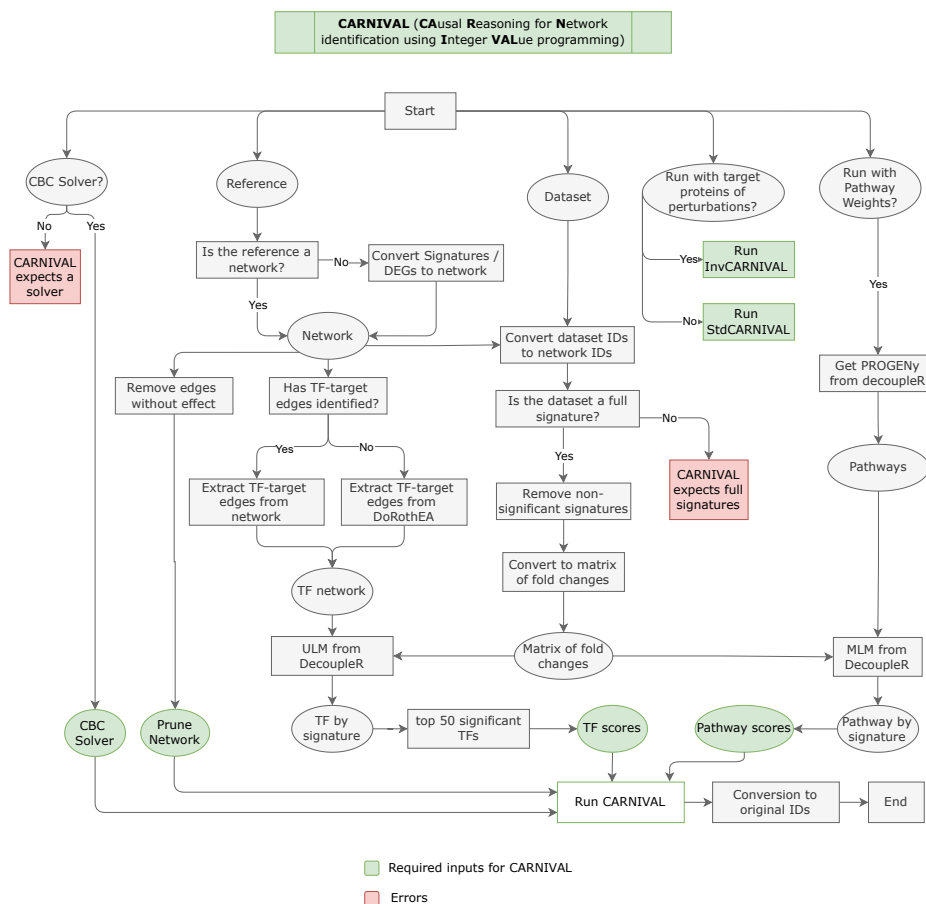 CARNIVAL (CAusal Reasoning for Network
identification using Integer VALue programming)
Start
CBC Solver?
Reference
Dataset
Run with target
proteins of
perturbations?
Run with
Pathway
Weights?
No
Yes
CARNIVAL
expects a
solver
Is the reference a
network?
No
Convert Signatures /
DEGs to network
Yes
Run
InvCARNIVAL
Yes
Yes
No
Run
StdCARNIVAL
Network
Convert dataset IDs
to network IDs
Get PROGENy
from decoupleR
Remove edges
without effect
Has TF-target
edges identified?
Is the dataset a full
signature?
No
Yes
No
Yes
CARNIVAL
expects full
signatures
Pathways
Extract TF-target
edges from
network
Extract TF-target
edges from
DoRothEA
Remove non-
significant signatures
Convert to matrix
of fold changes
TF network
ULM from
DecoupleR
Matrix of fold
changes
MLM from
DecoupleR
CBC
Solver
Prune
Network
TF by
signature
top 50 significant
TFs
TF scores
Pathway scores
Pathway by
signature
Run CARNIVAL
Conversion to
original IDs
End
Required inputs for CARNIVAL
Errors